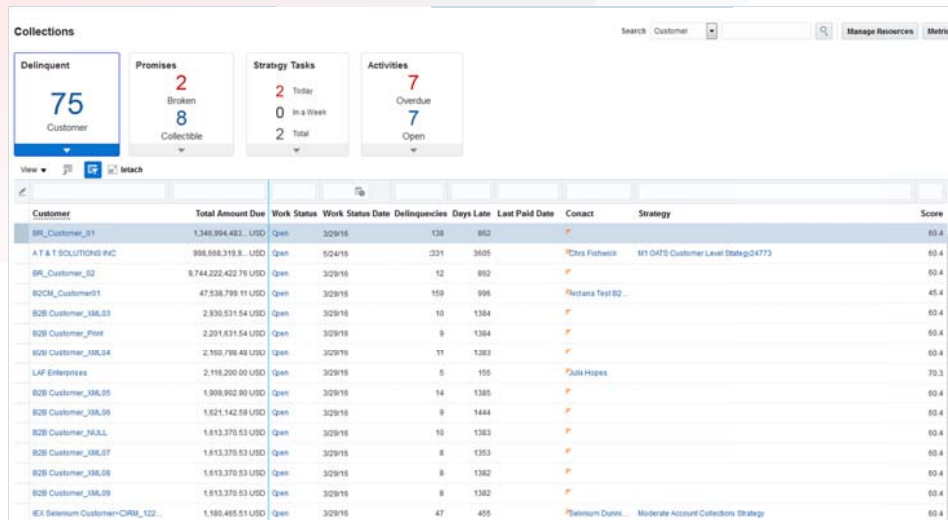 Collections
Search Customer
Manage Resources
Metric
Delinquent
75
Customer
Promises
2
Broken
8
Collectible
Strategy Tasks
2 Today
0 In a Week
2 Total
Activities
7
Overdue
7
Open
View
Detach
Customer Total Amount Due Work Status Work Status Date Delinquencies Days Late Last Paid Date Conact Strategy Score
BR_Customer_01 1,346,994,483... USD Open 3/29/16 138 862 60.4
A T & T SOLUTIONS INC 998,658,319.8... USD Open 5/24/16 :331 3605 Chris Fishwick M1 OATS Customer Level Stategy24773 60.4
BR_Customer_02 9,744,222,422.76 USD Open 3/29/16 12 862 60.4
B2CM_Customer01 47,538,799.11 USD Open 3/29/16 159 996 Archana Test B2... 45.4
B2B Customer_XML03 2,930,531.54 USD Open 3/29/16 10 1384 60.4
B2B Customer_Print 2,201,631.54 USD Open 3/29/16 9 1384 60.4
B2B Customer_XML04 2,160,799.48 USD Open 3/29/16 11 1383 60.4
LAF Enterprises 2,116,200.00 USD Open 3/29/16 5 155 Julii Hopes 70.3
B2B Customer_XML05 1,909,902.90 USD Open 3/29/16 14 1385 60.4
B2B Customer_XML06 1,621,142.59 USD Open 3/29/16 9 1444 60.4
B2B Customer_NULL 1,613,370.53 USD Open 3/29/16 10 1383 60.4
B2B Customer_XML07 1,613,370.53 USD Open 3/29/16 8 1353 60.4
B2B Customer_XML08 1,613,370.53 USD Open 3/29/16 8 1382 60.4
B2B Customer_XML09 1,613,370.53 USD Open 3/29/16 8 1382 60.4
IEX Selenium Customer+CIRM_122... 1,180,465.51 USD Open 3/29/16 47 455 Selinium Dunni... Moderate Account Collections Strategy 60.4